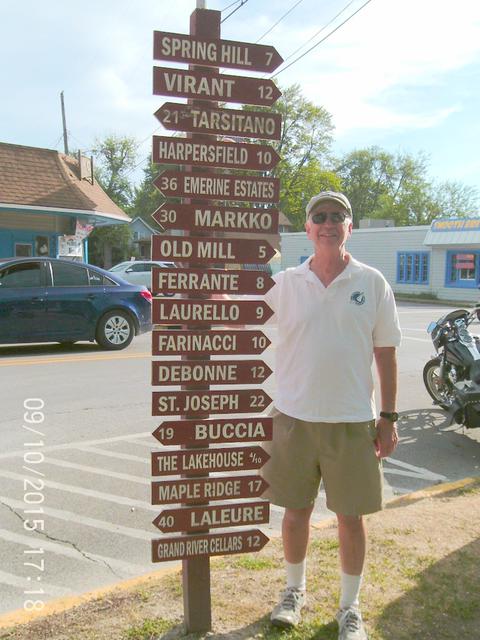 SPRING HILL 7
VIRANT 12
21 TARSITANO
HARPERSFIELD 10
36 EMERINE ESTATES
30 MARKKO
OLD MILL 5
FERRANTE 8
LAURELLO 9
FARINACCI 10
DEBONNE 12
ST. JOSEPH 22
19 BUCCIA
THE LAKEHOUSE 4/10
MAPLE RIDGE 17
40 LALEURE
GRAND RIVER CELLARS 12
09/10/2015 17:18